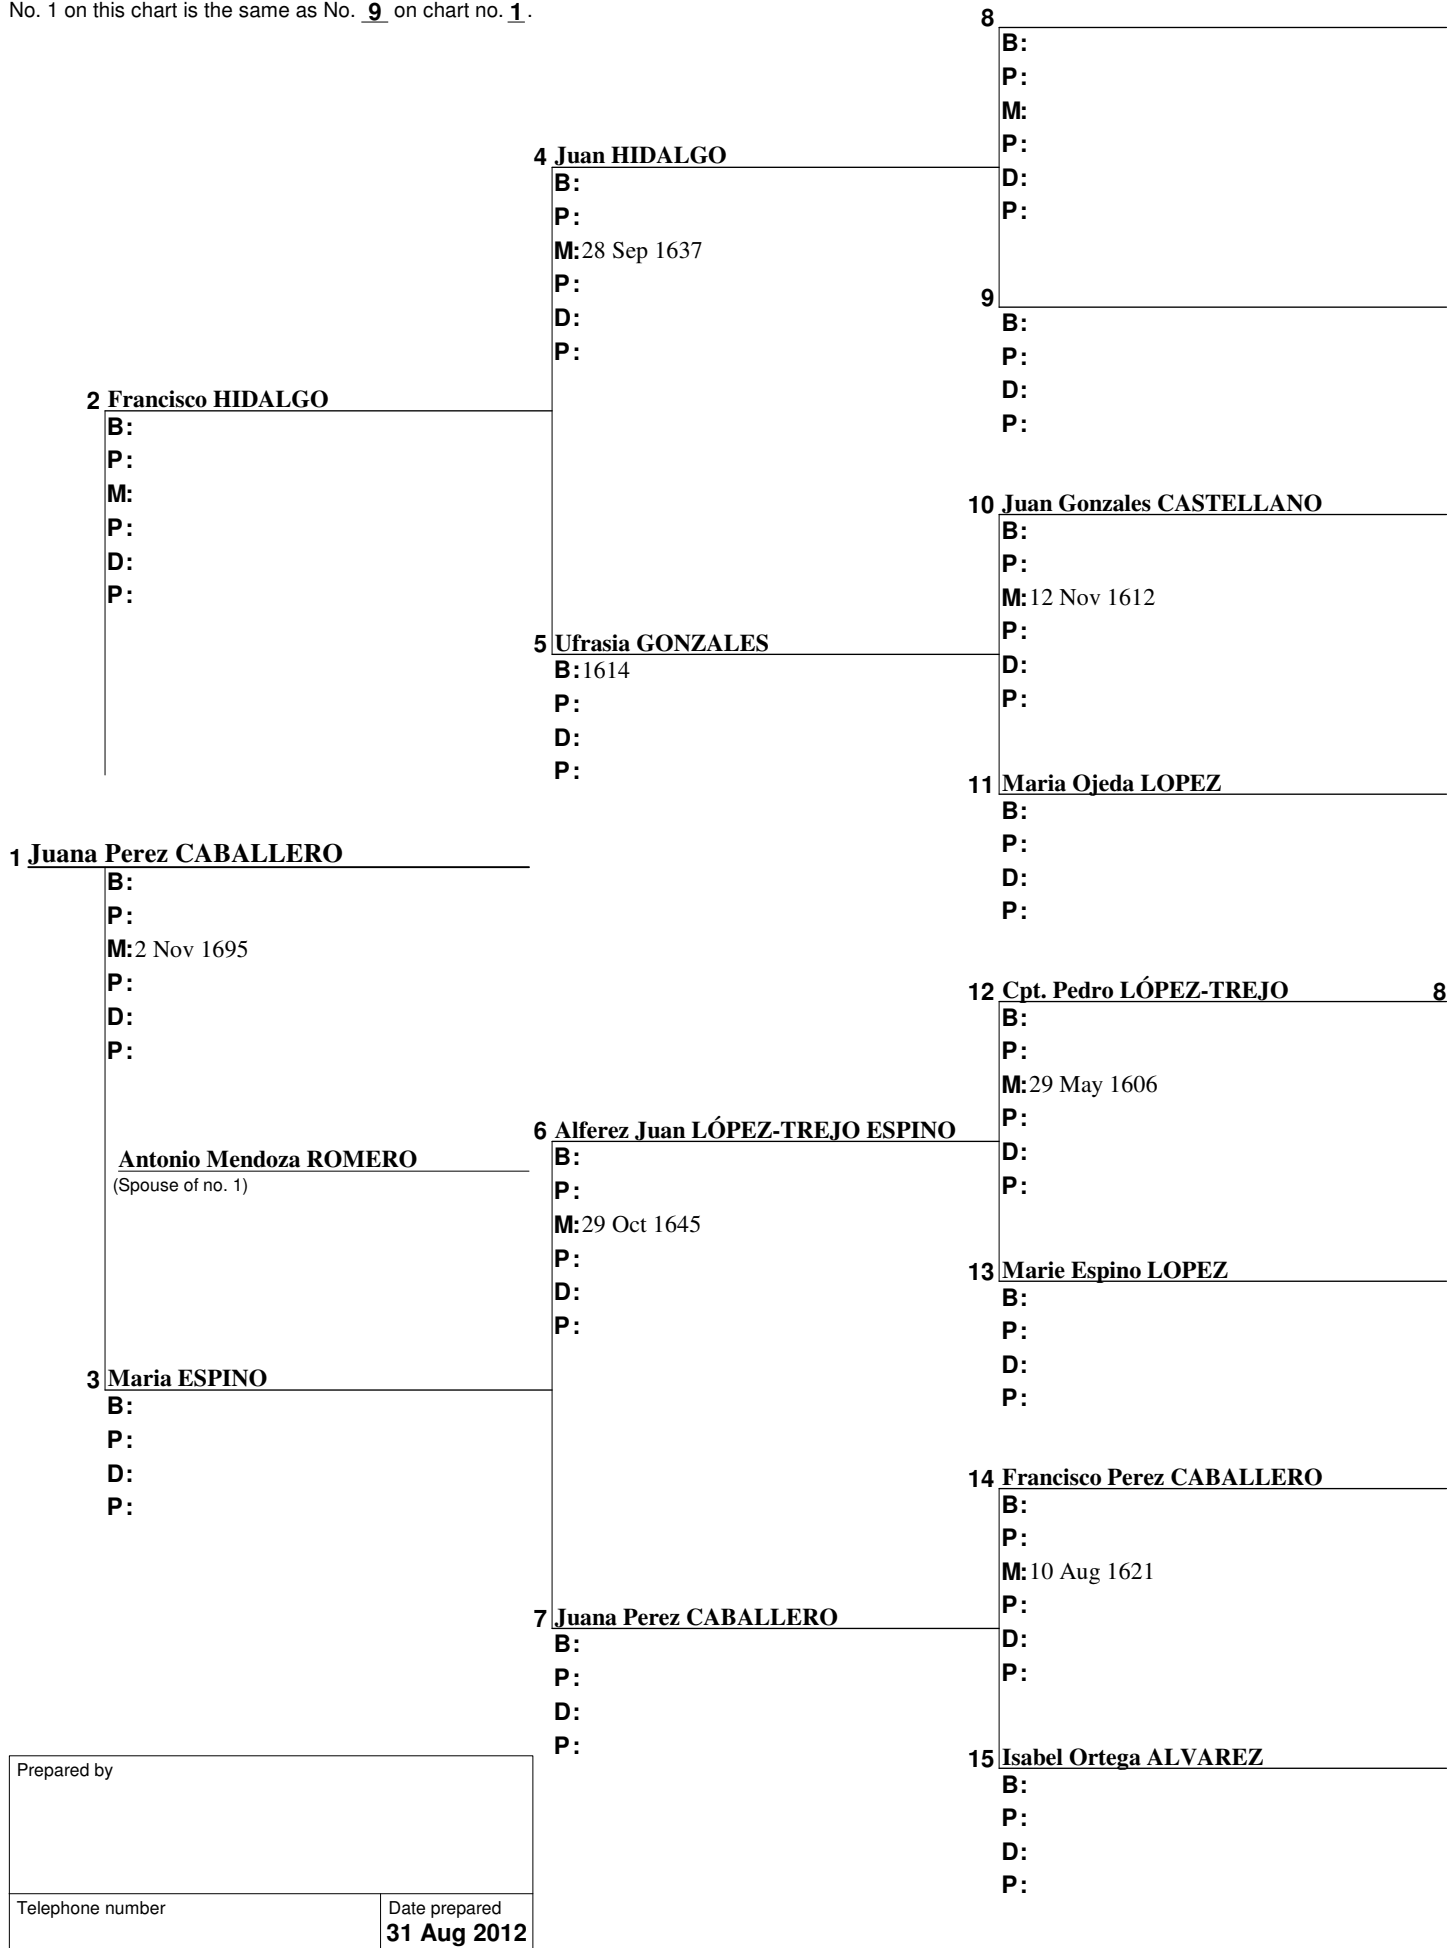 No. 1 on this chart is the same as No. 9 on chart no. 1.
8
B:
P:
M:
P:
D:
P:
4 Juan HIDALGO
B:
P:
M: 28 Sep 1637
P:
D:
P:
9
B:
P:
D:
P:
2 Francisco HIDALGO
B:
P:
M:
P:
D:
P:
10 Juan Gonzales CASTELLANO
B:
P:
M: 12 Nov 1612
P:
D:
P:
5 Ufrasia GONZALES
B: 1614
P:
D:
P:
11 Maria Ojeda LOPEZ
B:
P:
D:
P:
1 Juana Perez CABALLERO
B:
P:
M: 2 Nov 1695
P:
D:
P:
Antonio Mendoza ROMERO
(Spouse of no. 1)
12 Cpt. Pedro LÓPEZ-TREJO 8
B:
P:
M: 29 May 1606
P:
D:
P:
6 Alferez Juan LÓPEZ-TREJO ESPINO
B:
P:
M: 29 Oct 1645
P:
D:
P:
13 Marie Espino LOPEZ
B:
P:
D:
P:
3 Maria ESPINO
B:
P:
D:
P:
14 Francisco Perez CABALLERO
B:
P:
M: 10 Aug 1621
P:
D:
P:
7 Juana Perez CABALLERO
B:
P:
D:
P:
15 Isabel Ortega ALVAREZ
B:
P:
D:
P:
Prepared by
Telephone number
Date prepared
31 Aug 2012